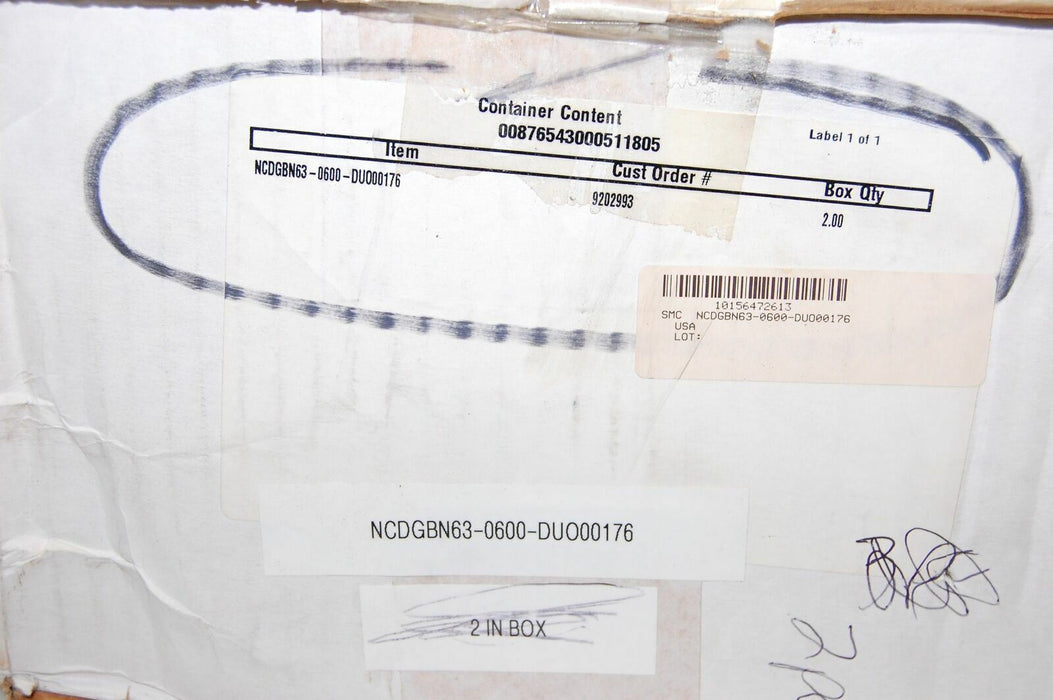 Container Content
00876543000511805
Label 1 of 1
Item Cust Order # Box Qty
NCDGBN63-0600-DUO00176 9202993 2.00
10156472613
SMC NCDGBN63-0600-DUO00176
USA
LOT:
NCDGBN63-0600-DUO00176
2 IN BOX